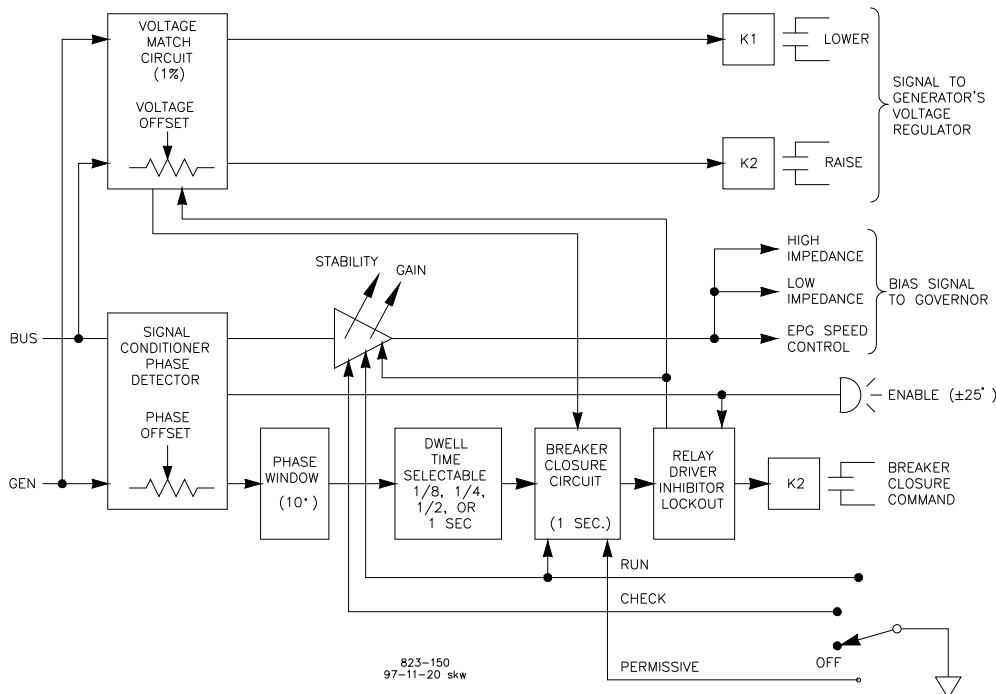 VOLTAGE
MATCH
CIRCUIT
(1%)
VOLTAGE
OFFSET
K1
LOWER
K2
RAISE
SIGNAL TO
GENERATOR'S
VOLTAGE
REGULATOR
STABILITY
GAIN
HIGH
IMPEDANCE
LOW
IMPEDANCE
EPG SPEED
CONTROL
BIAS SIGNAL
TO GOVERNOR
BUS
SIGNAL
CONDITIONER
PHASE
DETECTOR
PHASE
OFFSET
GEN
ENABLE (±25°)
PHASE
WINDOW
(10°)
DWELL
TIME
SELECTABLE
1/8, 1/4,
1/2, OR
1 SEC
BREAKER
CLOSURE
CIRCUIT
(1 SEC.)
RELAY
DRIVER
INHIBITOR
LOCKOUT
K2
BREAKER
CLOSURE
COMMAND
RUN
CHECK
OFF
PERMISSIVE
823-150
97-11-20 skw